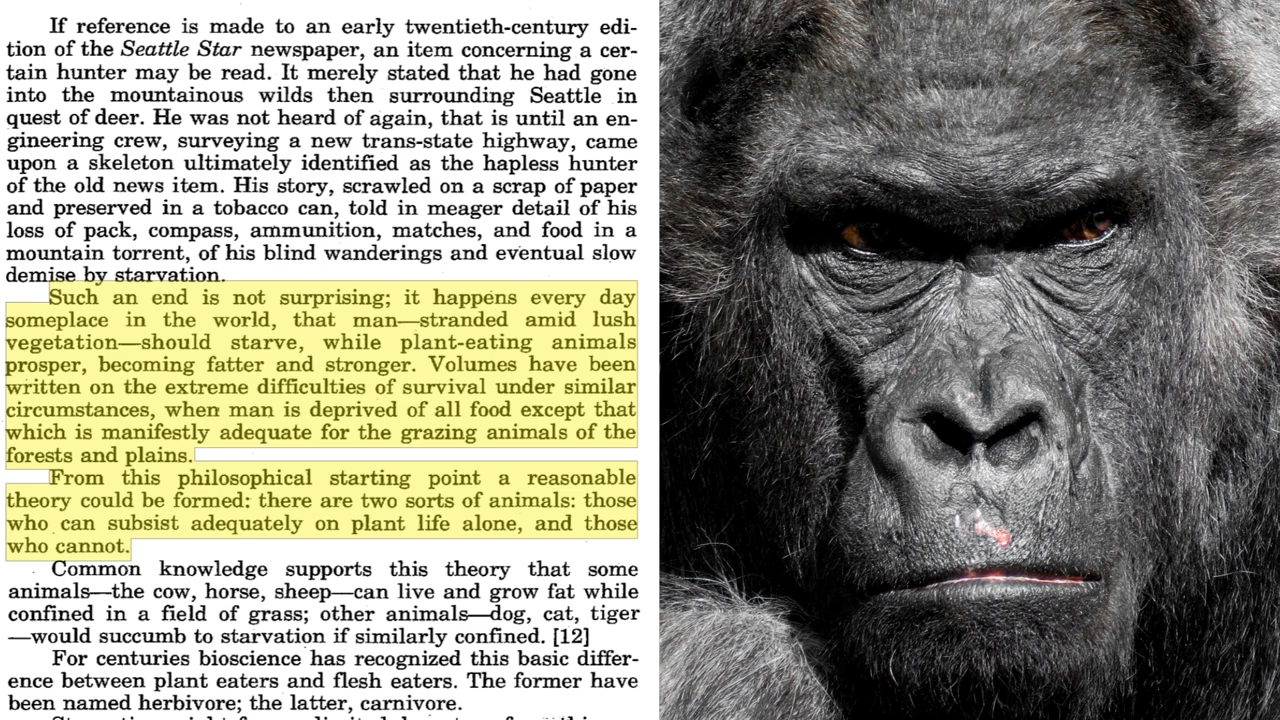 If reference is made to an early twentieth-century edi-
tion of the Seattle Star newspaper, an item concerning a cer-
tain hunter may be read. It merely stated that he had gone
into the mountainous wilds then surrounding Seattle in
quest of deer. He was not heard of again, that is until an en-
gineering crew, surveying a new trans-state highway, came
upon a skeleton ultimately identified as the hapless hunter
of the old news item. His story, scrawled on a scrap of paper
and preserved in a tobacco can, told in meager detail of his
loss of pack, compass, ammunition, matches, and food in a
mountain torrent, of his blind wanderings and eventual slow
demise by starvation.
Such an end is not surprising; it happens every day
someplace in the world, that man—stranded amid lush
vegetation—should starve, while plant-eating animals
prosper, becoming fatter and stronger. Volumes have been
written on the extreme difficulties of survival under similar
circumstances, when man is deprived of all food except that
which is manifestly adequate for the grazing animals of the
forests and plains.
From this philosophical starting point a reasonable
theory could be formed: there are two sorts of animals: those
who can subsist adequately on plant life alone, and those
who cannot.
Common knowledge supports this theory that some
animals—the cow, horse, sheep—can live and grow fat while
confined in a field of grass; other animals—dog, cat, tiger
—would succumb to starvation if similarly confined. [12]
For centuries bioscience has recognized this basic differ-
ence between plant eaters and flesh eaters. The former have
been named herbivore; the latter, carnivore.